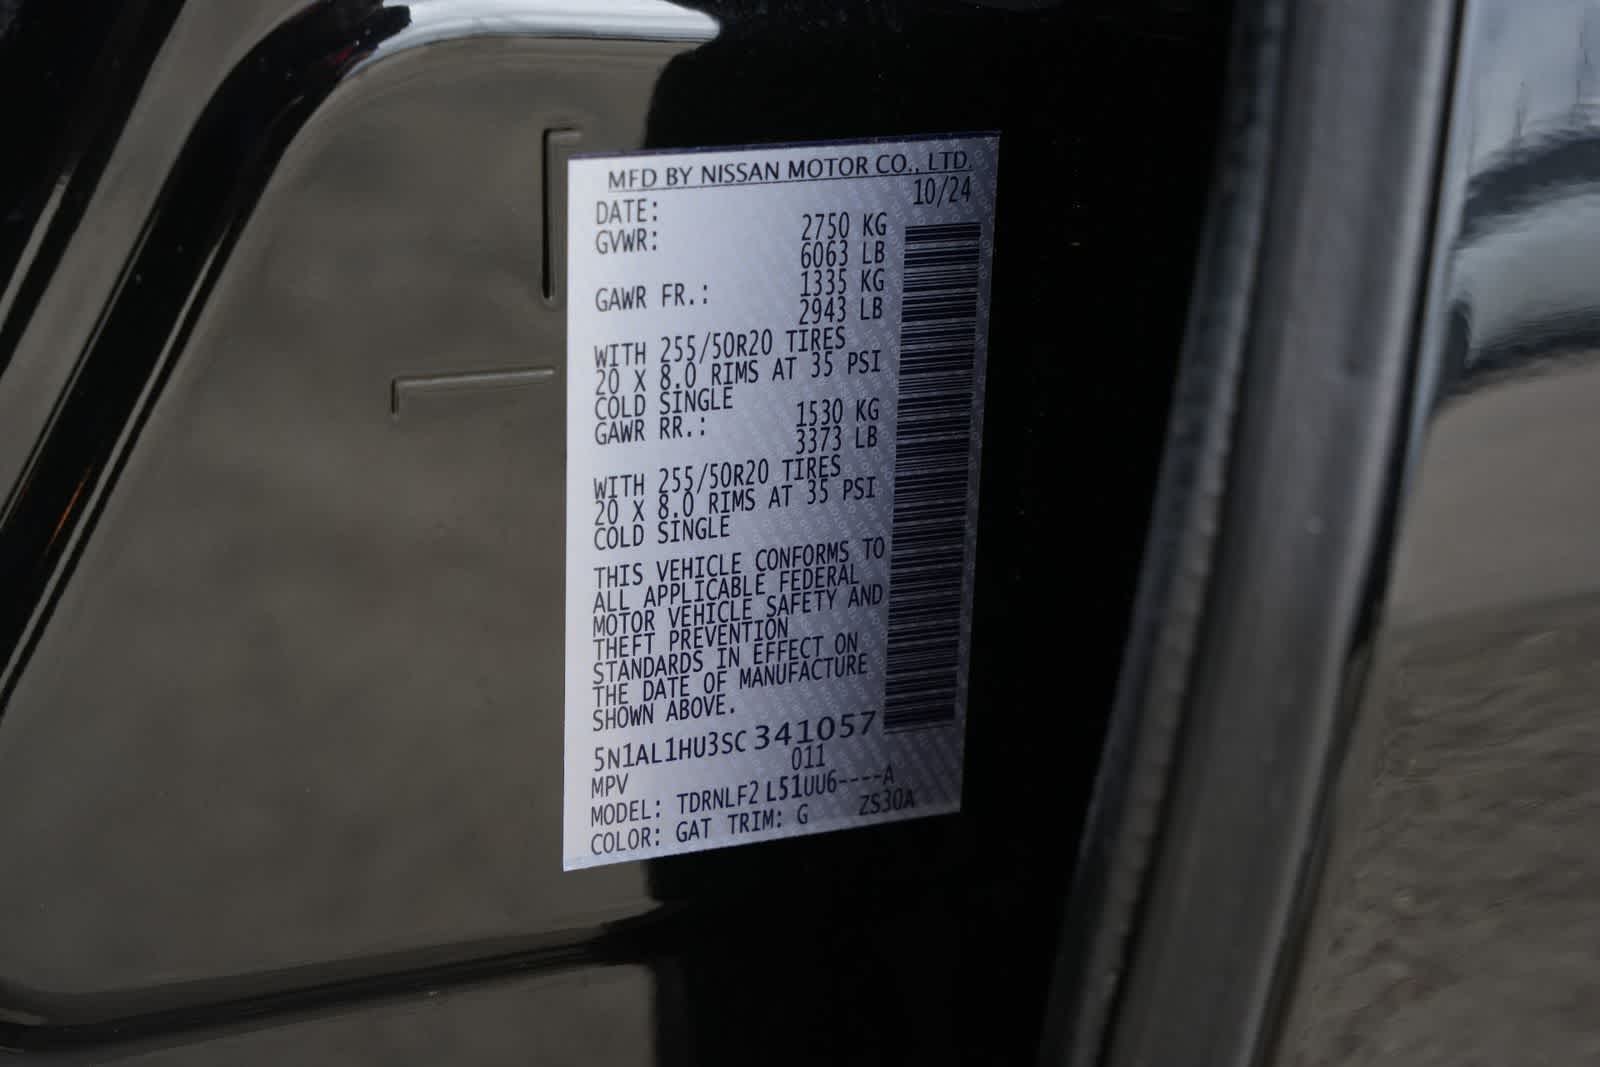 MFD BY NISSAN MOTOR CO., LTD.
DATE: 10/24
GVWR: 2750 KG
6063 LB
GAWR FR.: 1335 KG
2943 LB
WITH 255/50R20 TIRES
20 X 8.0 RIMS AT 35 PSI
COLD SINGLE
GAWR RR.: 1530 KG
3373 LB
WITH 255/50R20 TIRES
20 X 8.0 RIMS AT 35 PSI
COLD SINGLE
THIS VEHICLE CONFORMS TO
ALL APPLICABLE FEDERAL
MOTOR VEHICLE SAFETY AND
THEFT PREVENTION
STANDARDS IN EFFECT ON
THE DATE OF MANUFACTURE
SHOWN ABOVE.
5N1AL1HU3SC 341057
MPV 011
MODEL: TDRNLF2 L51UU6----A
COLOR: GAT TRIM: G ZS30A